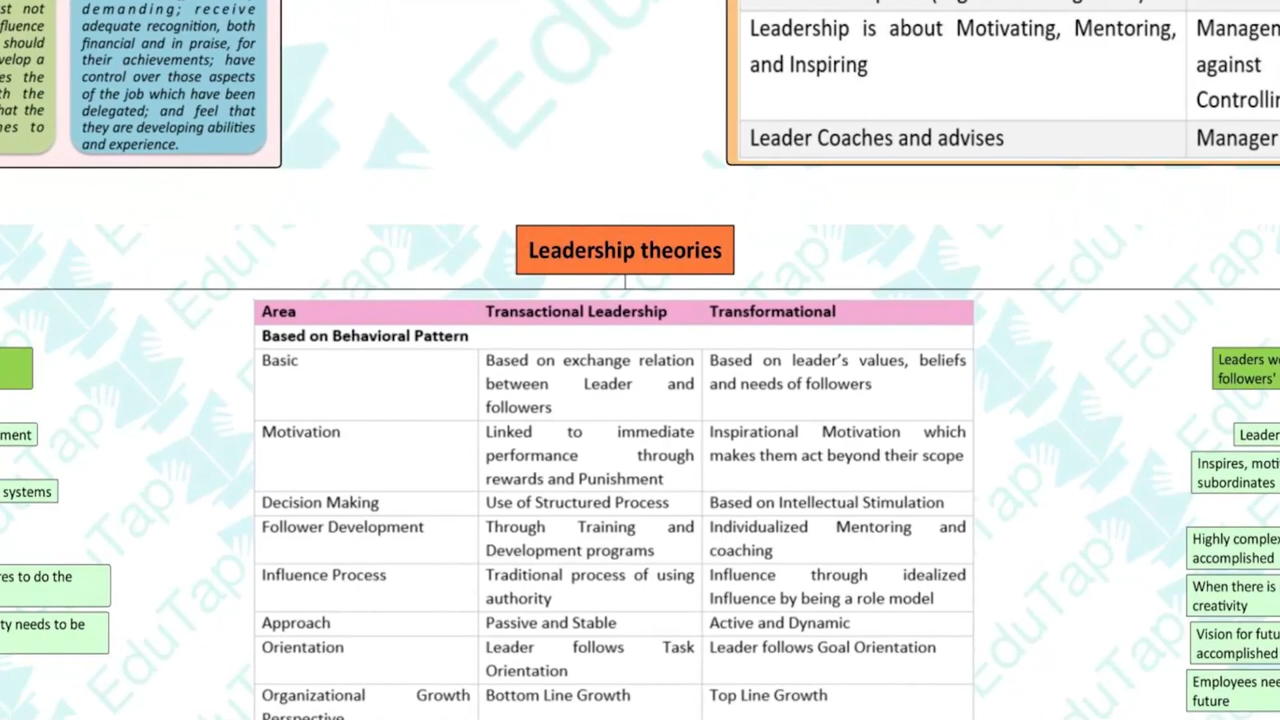 st not
fluence
should
velop a
es the
th the
hat the
nes to
demanding; receive
adequate recognition, both
financial and in praise, for
their achievements; have
control over those aspects
of the job which have been
delegated; and feel that
they are developing abilities
and experience.
Leadership is about Motivating, Mentoring,
and Inspiring
Managen
against
Controllin
Leader Coaches and advises
Manager
Leadership theories
Area Transactional Leadership Transformational
Based on Behavioral Pattern
Basic
Based on exchange relation
between Leader and
followers
Based on leader's values, beliefs
and needs of followers
Motivation
Linked to immediate
performance through
rewards and Punishment
Inspirational Motivation which
makes them act beyond their scope
Decision Making
Use of Structured Process
Based on Intellectual Stimulation
Follower Development
Through Training and
Development programs
Individualized Mentoring and
coaching
Influence Process
Traditional process of using
authority
Influence through idealized
Influence by being a role model
Approach
Passive and Stable
Active and Dynamic
Orientation
Leader follows Task
Orientation
Leader follows Goal Orientation
Organizational Growth
Perspective
Bottom Line Growth
Top Line Growth
ment
systems
res to do the
ty needs to be
Leaders w
followers'
Leader
Inspires, moti
subordinates
Highly complex
accomplished
When there is
creativity
Vision for futu
accomplished
Employees nee
future
EduTap
EduTap
EduTap
EduTap
EduTap